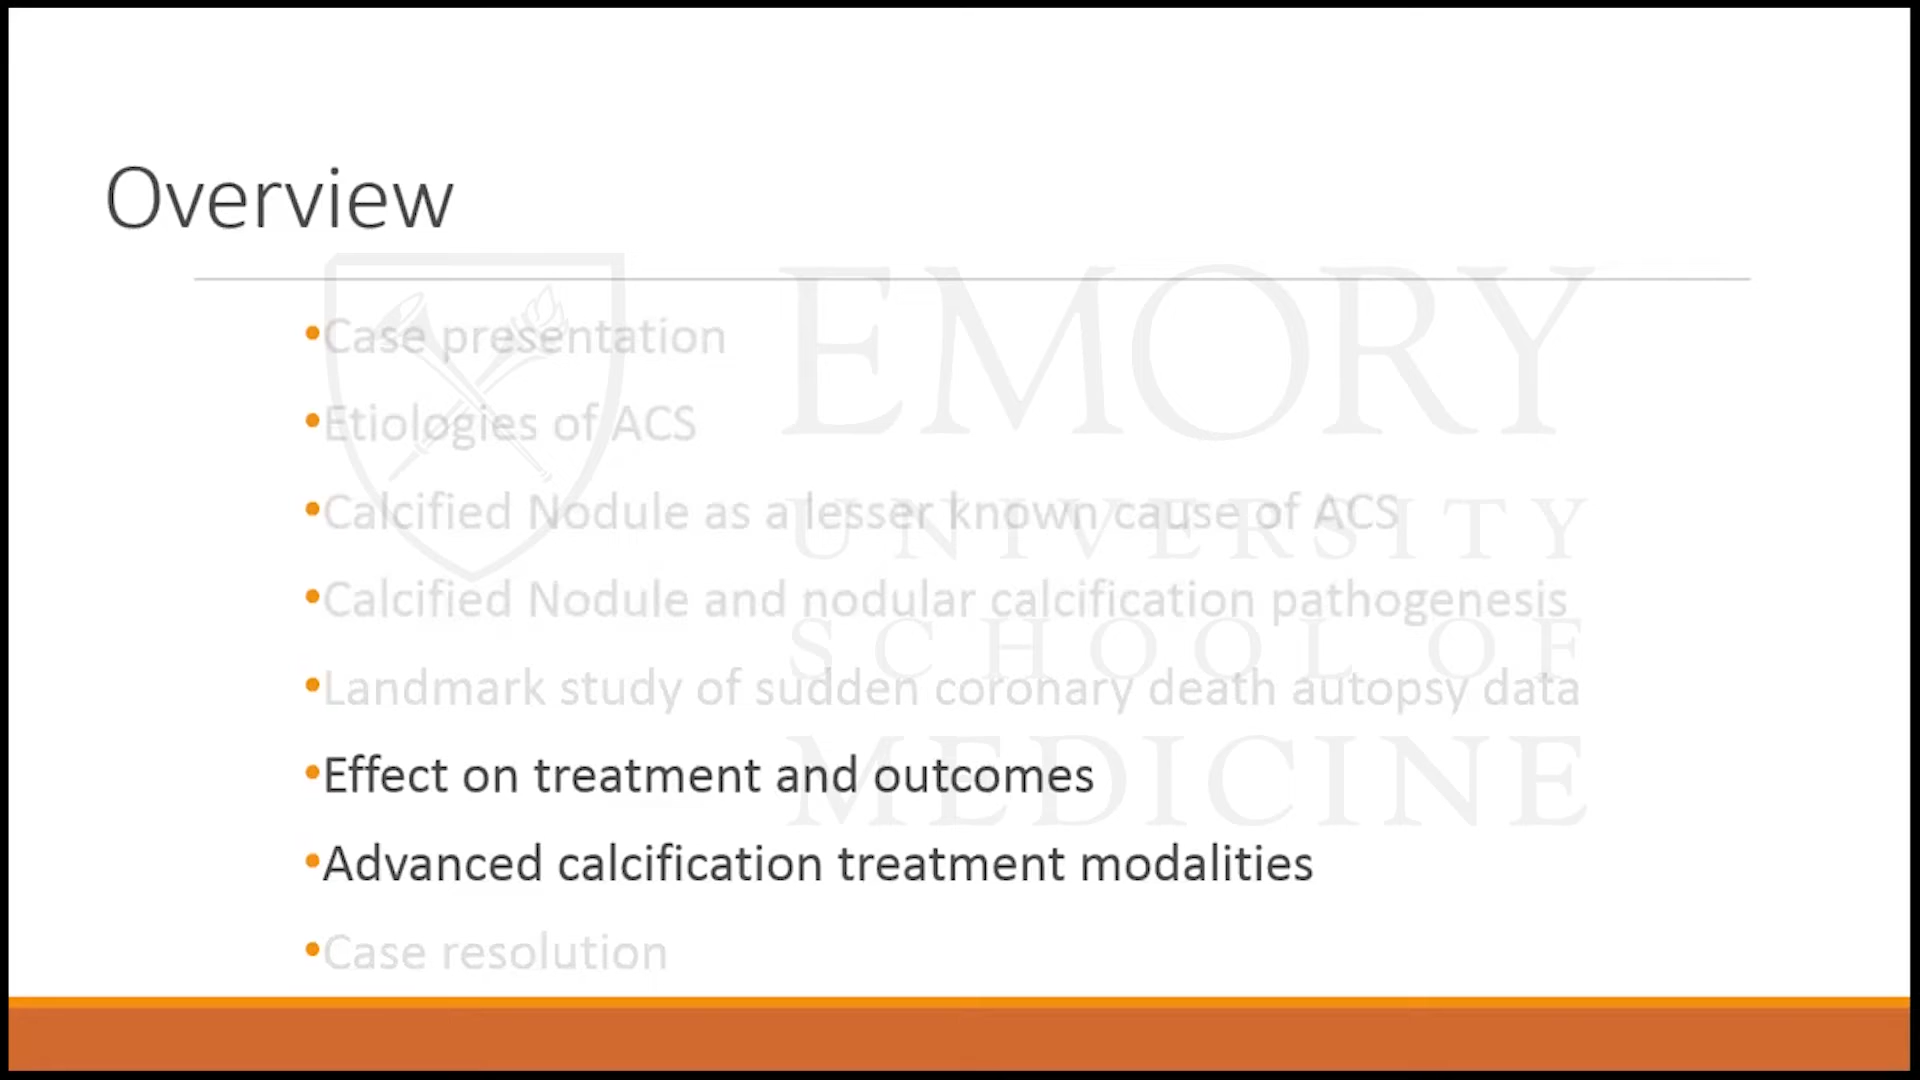 Overview
•Case presentation
•Etiologies of ACS
•Calcified Nodule as a lesser known cause of ACS
•Calcified Nodule and nodular calcification pathogenesis
•Landmark study of sudden coronary death autopsy data
•Effect on treatment and outcomes
•Advanced calcification treatment modalities
•Case resolution
EMORY
UNIVERSITY
SCHOOL OF
MEDICINE